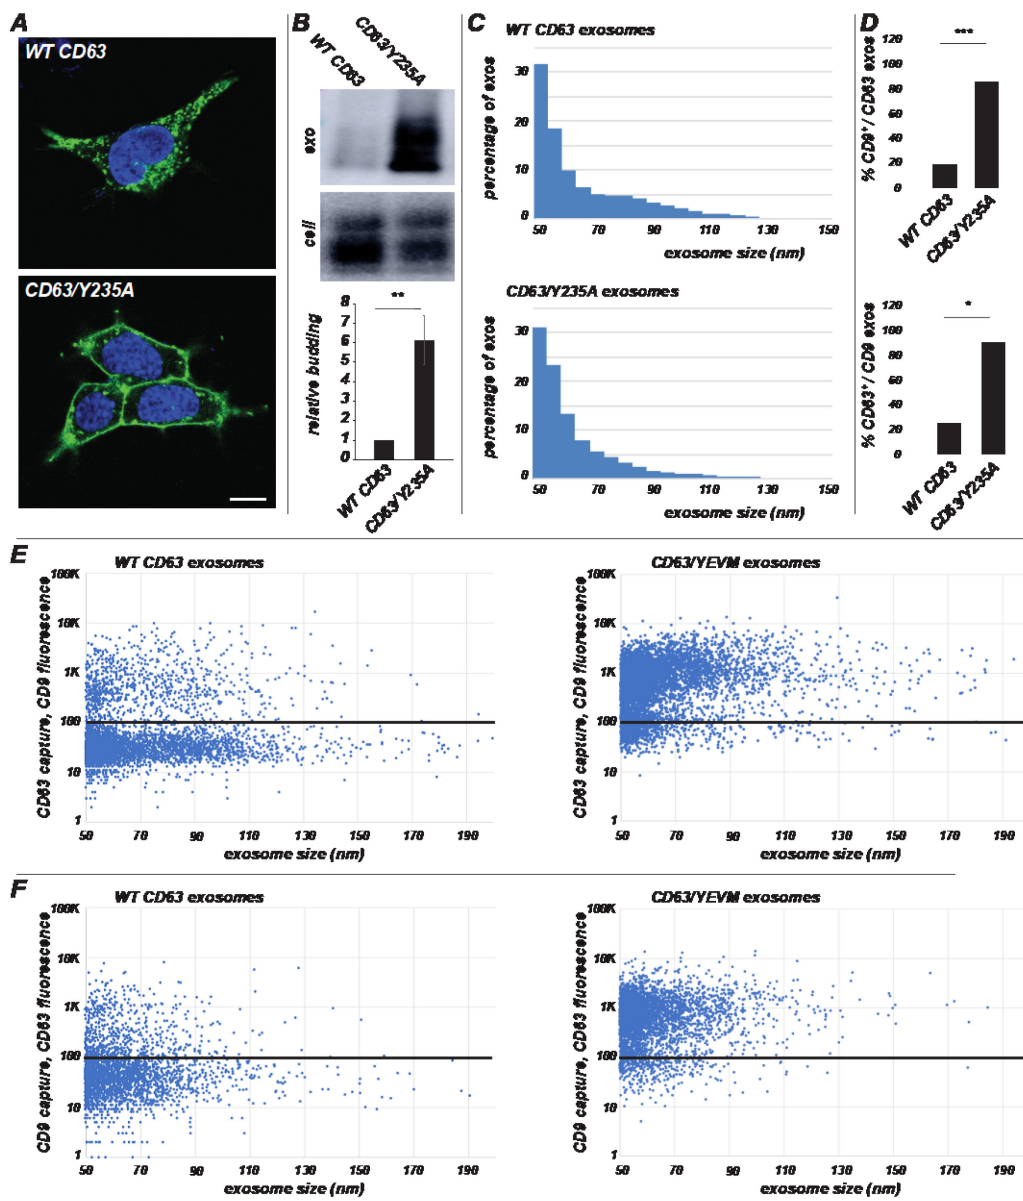 A
WT CD63
CD63/Y235A
B
WT CD63
CD63/Y235A
exo
cell
**
8
7
6
5
4
3
2
1
0
relative budding
WT CD63
CD63/Y235A
C
WT CD63 exosomes
percentage of exos
30
20
10
0
50 70 90 110 130 150
exosome size (nm)
CD63/Y235A exosomes
percentage of exos
30
20
10
0
50 70 90 110 130 150
exosome size (nm)
D
***
% CD9⁺ / CD63 exos
120
100
80
60
40
20
0
WT CD63
CD63/Y235A
*
% CD63⁺ / CD9 exos
120
100
80
60
40
20
0
WT CD63
CD63/Y235A
E
WT CD63 exosomes
CD63 capture, CD9 fluorescence
100K
10K
1K
100
10
1
50 70 90 110 130 150 170 190
exosome size (nm)
CD63/YEVM exosomes
CD63 capture, CD9 fluorescence
100K
10K
1K
100
10
1
50 70 90 110 130 150 170 190
exosome size (nm)
F
WT CD63 exosomes
CD9 capture, CD63 fluorescence
100K
10K
1K
100
10
1
50 70 90 110 130 150 170 190
exosome size (nm)
CD63/YEVM exosomes
CD9 capture, CD63 fluorescence
100K
10K
1K
100
10
1
50 70 90 110 130 150 170 190
exosome size (nm)